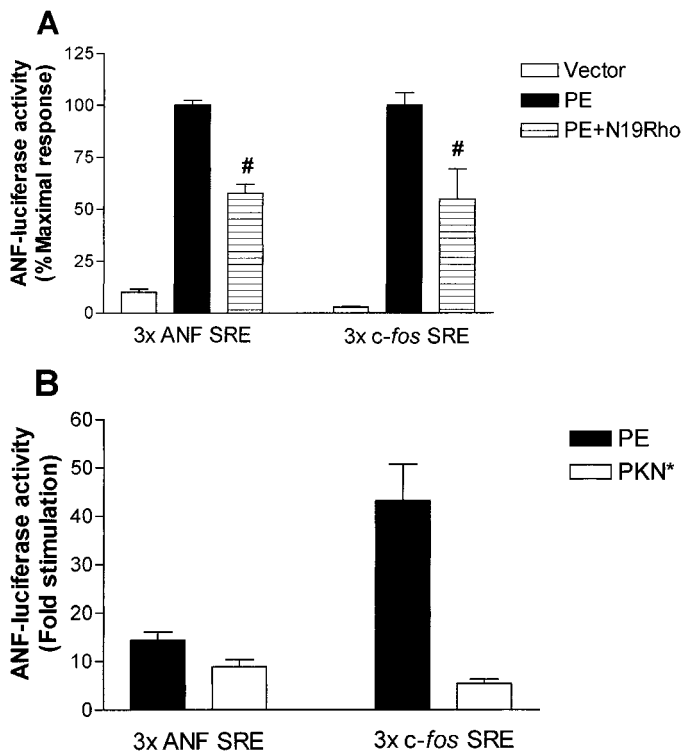 A
ANF-luciferase activity
(%Maximal response)
125
100
75
50
25
0
#
#
3x ANF SRE
3x c-fos SRE
Vector
PE
PE+N19Rho
B
ANF-luciferase activity
(Fold stimulation)
60
50
40
30
20
10
0
3x ANF SRE
3x c-fos SRE
PE
PKN*